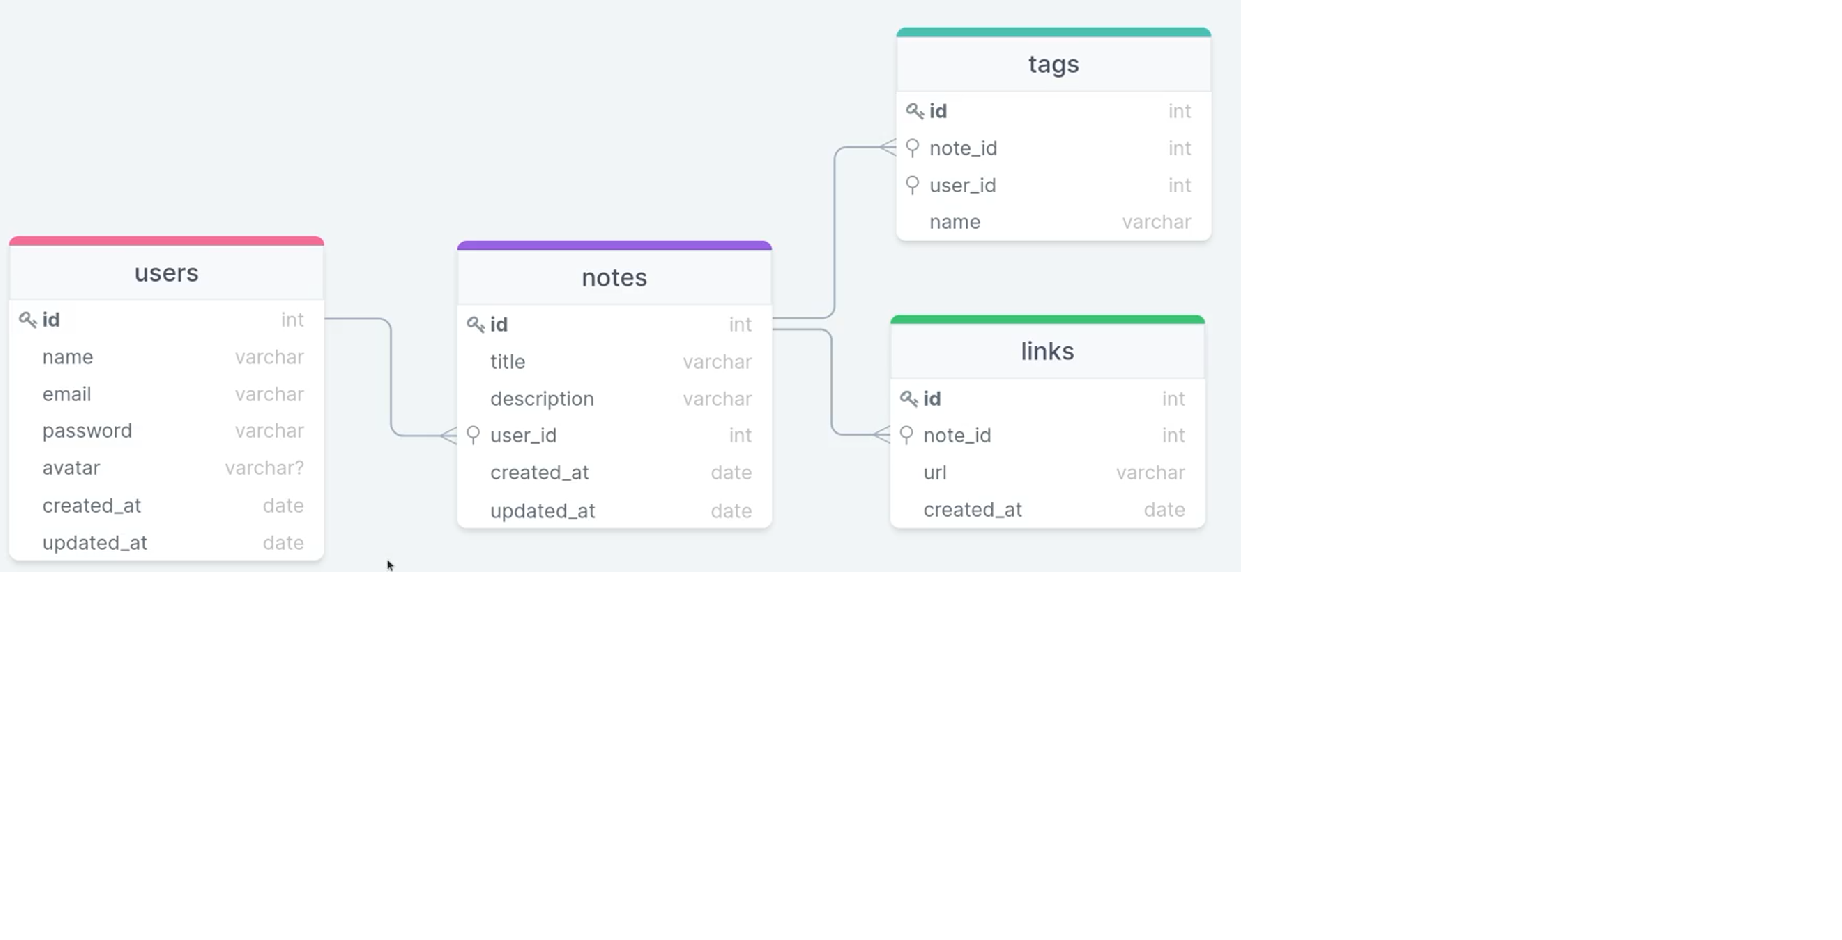 users
id int
name varchar
email varchar
password varchar
avatar varchar?
created_at date
updated_at date
notes
id int
title varchar
description varchar
user_id int
created_at date
updated_at date
tags
id int
note_id int
user_id int
name varchar
links
id int
note_id int
url varchar
created_at date